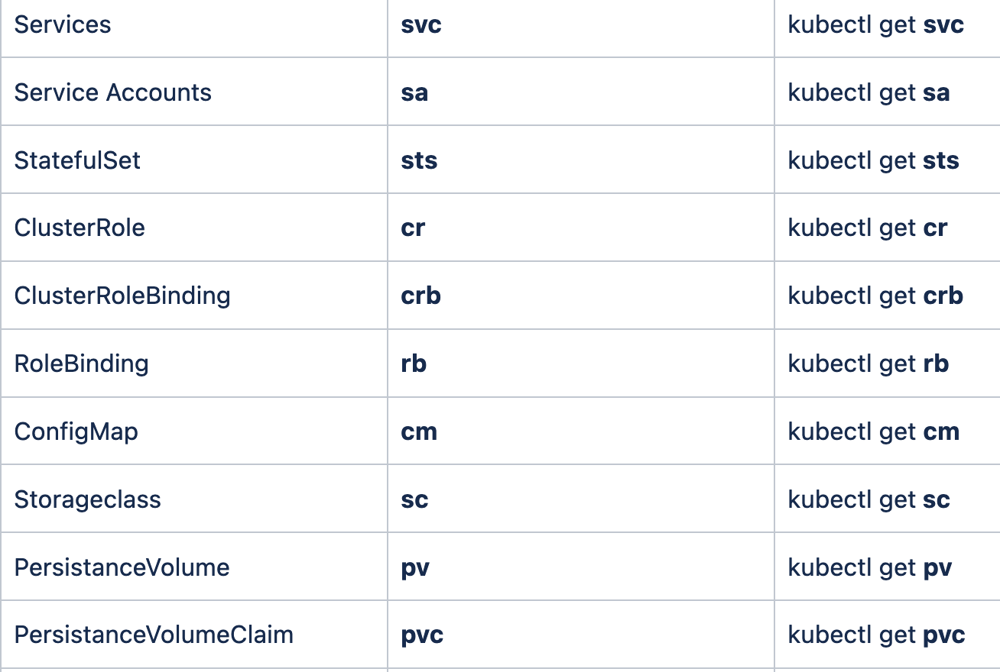 Services svc kubectl get svc
Service Accounts sa kubectl get sa
StatefulSet sts kubectl get sts
ClusterRole cr kubectl get cr
ClusterRoleBinding crb kubectl get crb
RoleBinding rb kubectl get rb
ConfigMap cm kubectl get cm
Storageclass sc kubectl get sc
PersistanceVolume pv kubectl get pv
PersistanceVolumeClaim pvc kubectl get pvc